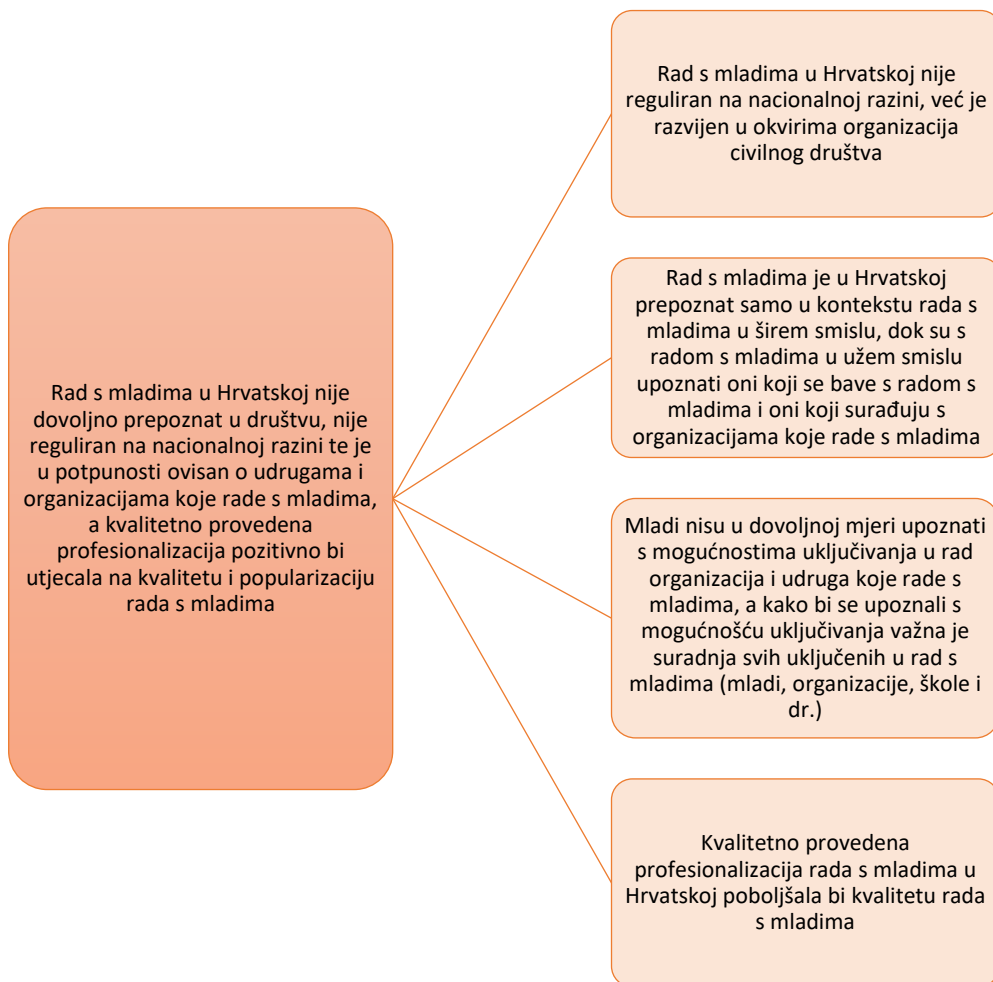 Rad s mladima u Hrvatskoj nije
dovoljno prepoznat u društvu, nije
reguliran na nacionalnoj razini te je
u potpunosti ovisan o udrugama i
organizacijama koje rade s mladima,
a kvalitetno provedena
profesionalizacija pozitivno bi
utjecala na kvalitetu i popularizaciju
rada s mladima
Rad s mladima u Hrvatskoj nije
reguliran na nacionalnoj razini, već je
razvijen u okvirima organizacija
civilnog društva
Rad s mladima je u Hrvatskoj
prepoznat samo u kontekstu rada s
mladima u širem smislu, dok su s
radom s mladima u užem smislu
upoznati oni koji se bave s radom s
mladima i oni koji surađuju s
organizacijama koje rade s mladima
Mladi nisu u dovoljnoj mjeri upoznati
s mogućnostima uključivanja u rad
organizacija i udruga koje rade s
mladima, a kako bi se upoznali s
mogućnošću uključivanja važna je
suradnja svih uključenih u rad s
mladima (mladi, organizacije, škole i
dr.)
Kvalitetno provedena
profesionalizacija rada s mladima u
Hrvatskoj poboljšala bi kvalitetu rada
s mladima